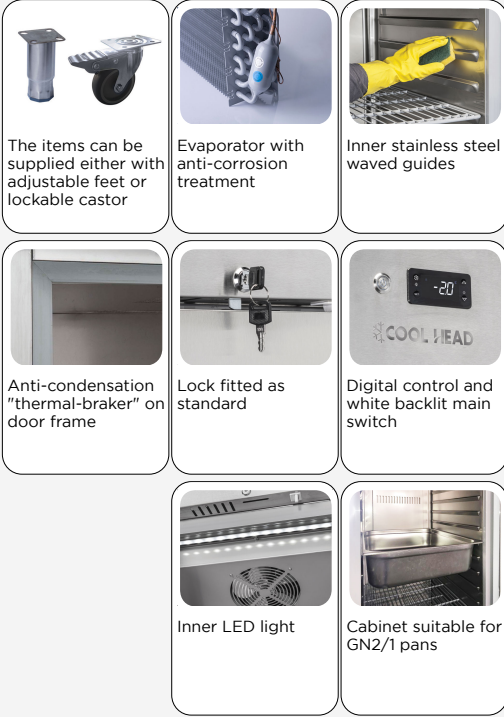 The items can be
supplied either with
adjustable feet or
lockable castor
Evaporator with
anti-corrosion
treatment
Inner stainless steel
waved guides
Anti-condensation
"thermal-braker" on
door frame
Lock fitted as
standard
-2.0
COOL HEAD
Digital control and
white backlit main
switch
Inner LED light
Cabinet suitable for
GN2/1 pans